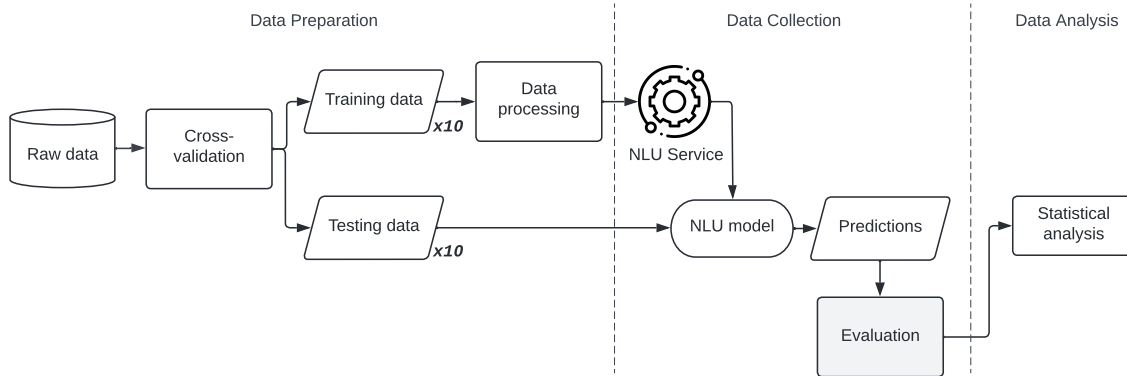 Data Preparation
Data Collection
Data Analysis
Raw data
Cross-
validation
Training data
x10
Data
processing
NLU Service
Testing data
x10
NLU model
Predictions
Evaluation
Statistical
analysis